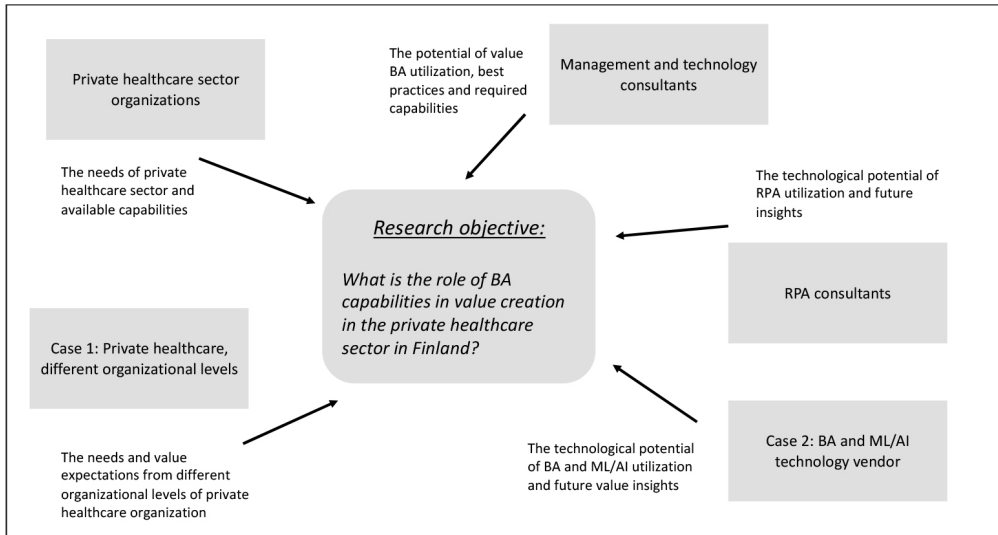 Private healthcare sector
organizations
The needs of private
healthcare sector and
available capabilities
The potential of value
BA utilization, best
practices and required
capabilities
Management and technology
consultants
The technological potential of
RPA utilization and future
insights
RPA consultants
Research objective:
What is the role of BA
capabilities in value creation
in the private healthcare
sector in Finland?
Case 1: Private healthcare,
different organizational levels
The needs and value
expectations from different
organizational levels of private
healthcare organization
The technological potential
of BA and ML/AI utilization
and future value insights
Case 2: BA and ML/AI
technology vendor